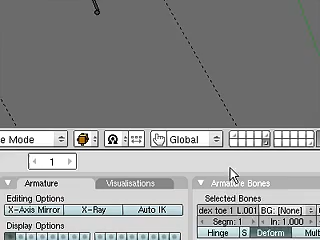 e Mode
Global
1
Armature
Visualisations
Armature Bones
Editing Options
Selected Bones
X-Axis Mirror
X-Ray
Auto IK
dex toe 1 L.001
BG: [None]
Segm: 1
In: 1.000
Display Options
Hinge
S
Deform
Mult